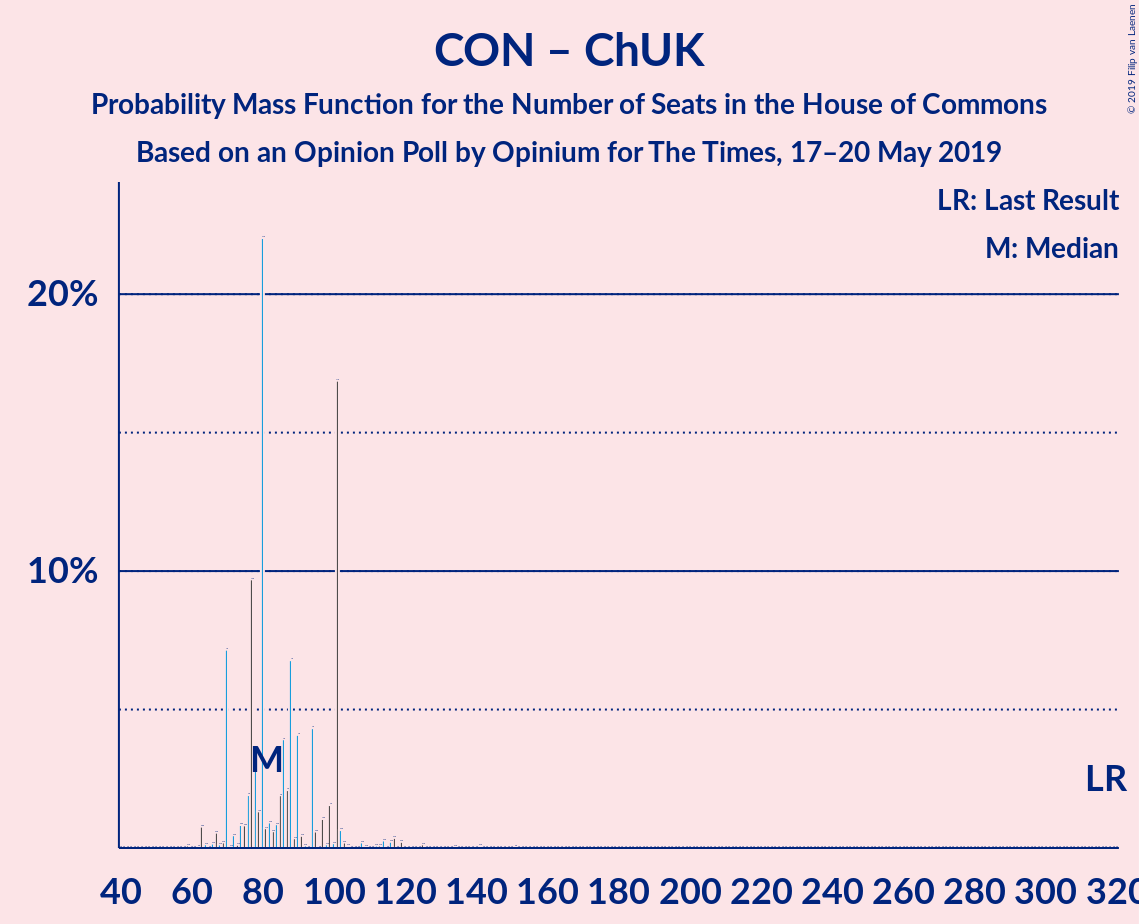 CON – ChUK
Probability Mass Function for the Number of Seats in the House of Commons
Based on an Opinion Poll by Opinium for The Times, 17–20 May 2019
© 2019 Filip van Laenen
LR: Last Result
M: Median
20%
10%
M
LR
40 60 80 100 120 140 160 180 200 220 240 260 280 300 320